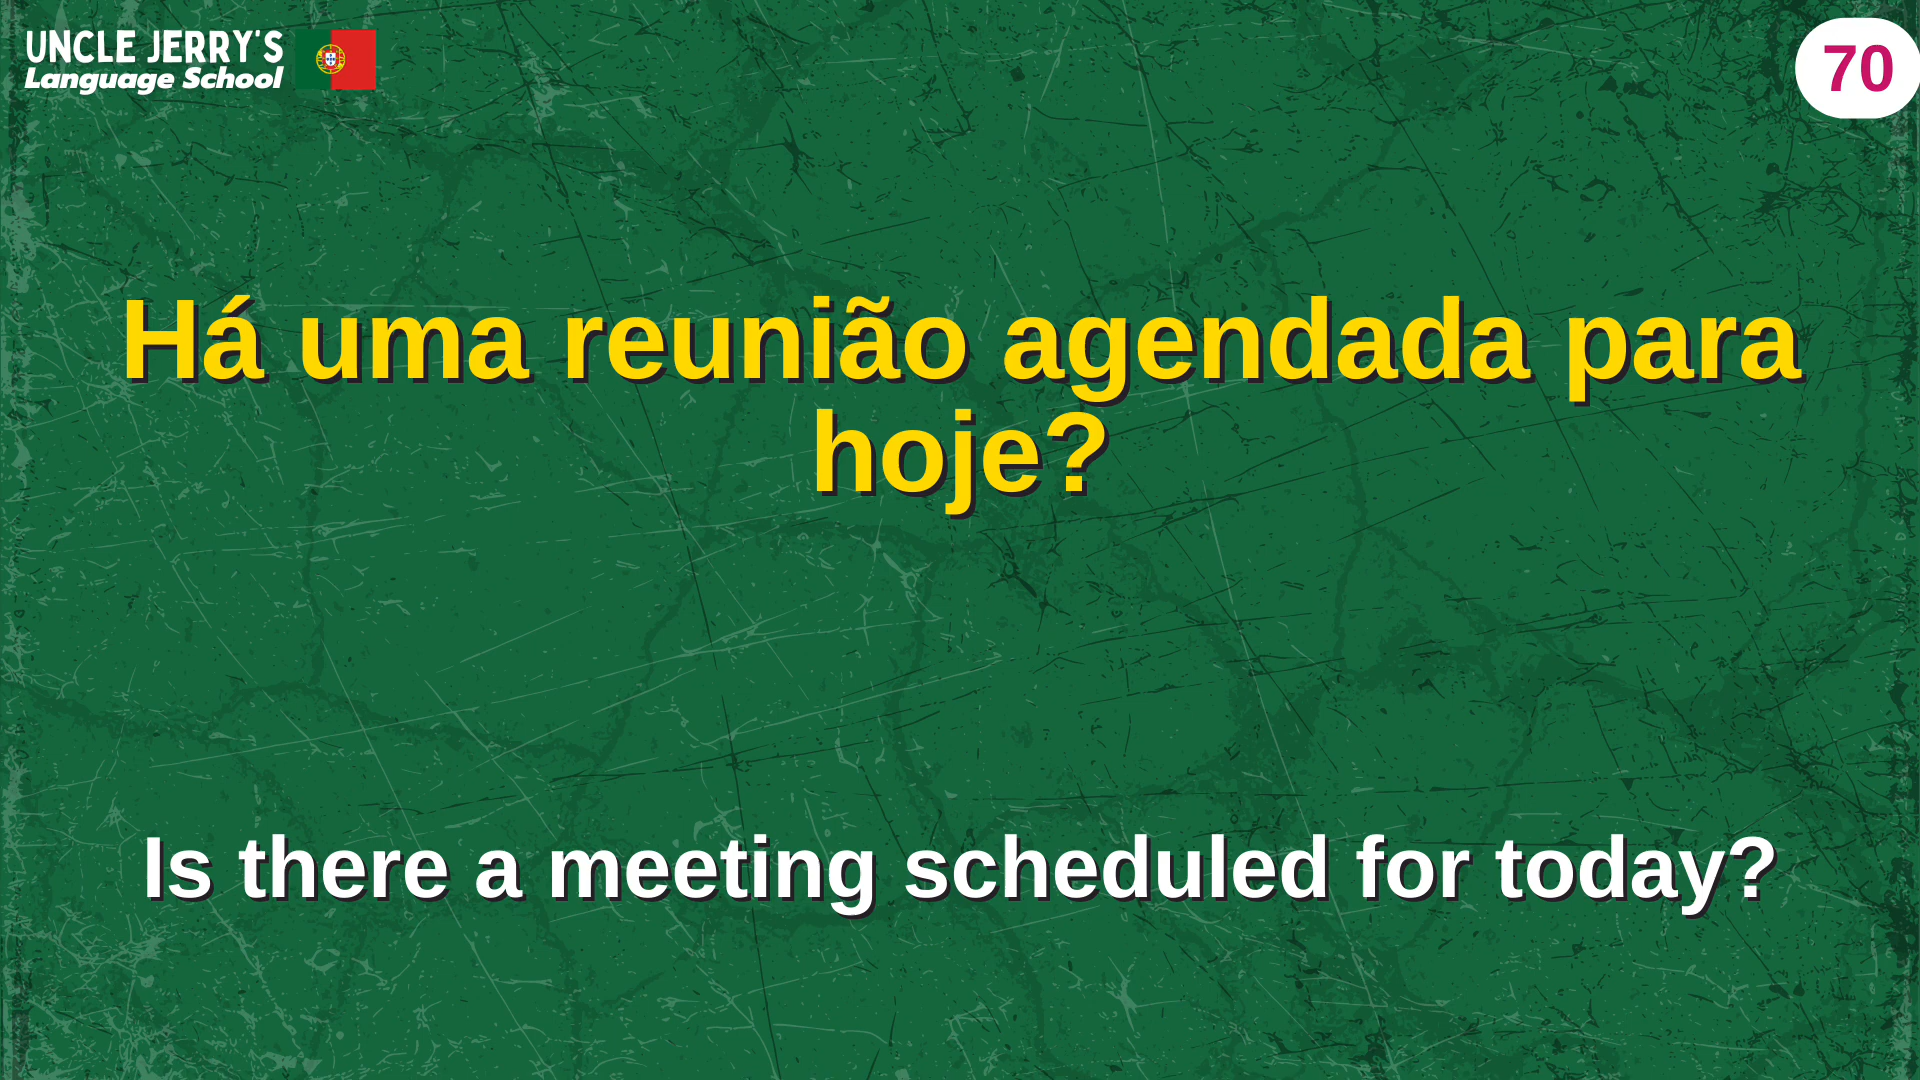 UNCLE JERRY'S
Language School
70
Há uma reunião agendada para
hoje?
Is there a meeting scheduled for today?